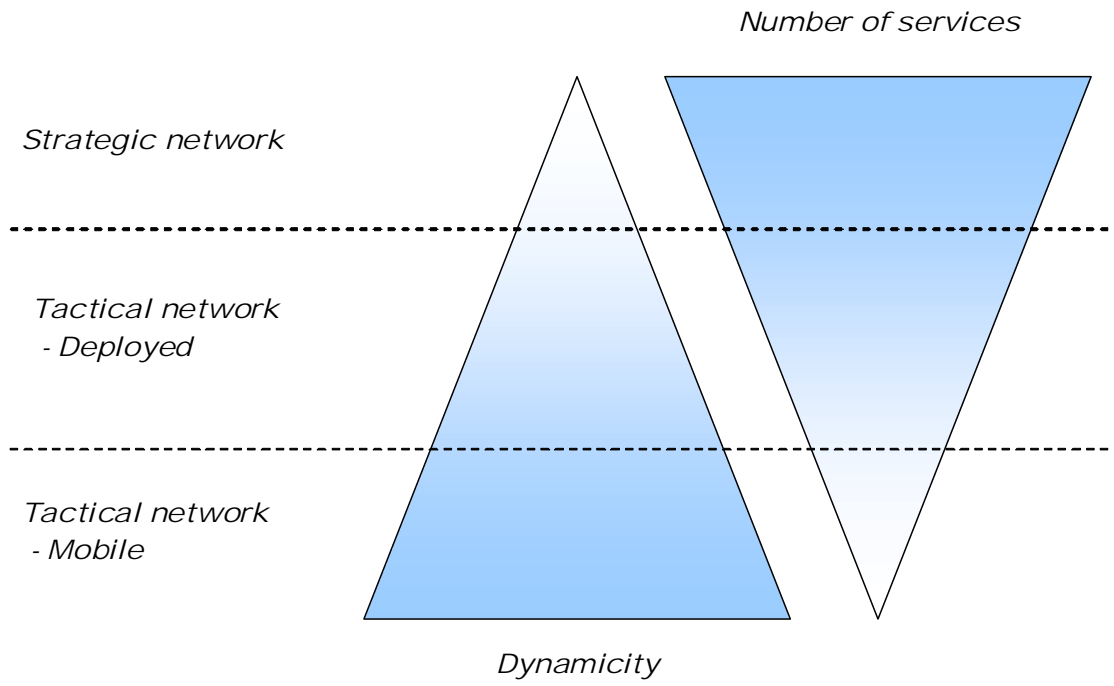 Number of services
Strategic network
Tactical network
- Deployed
Tactical network
- Mobile
Dynamicity